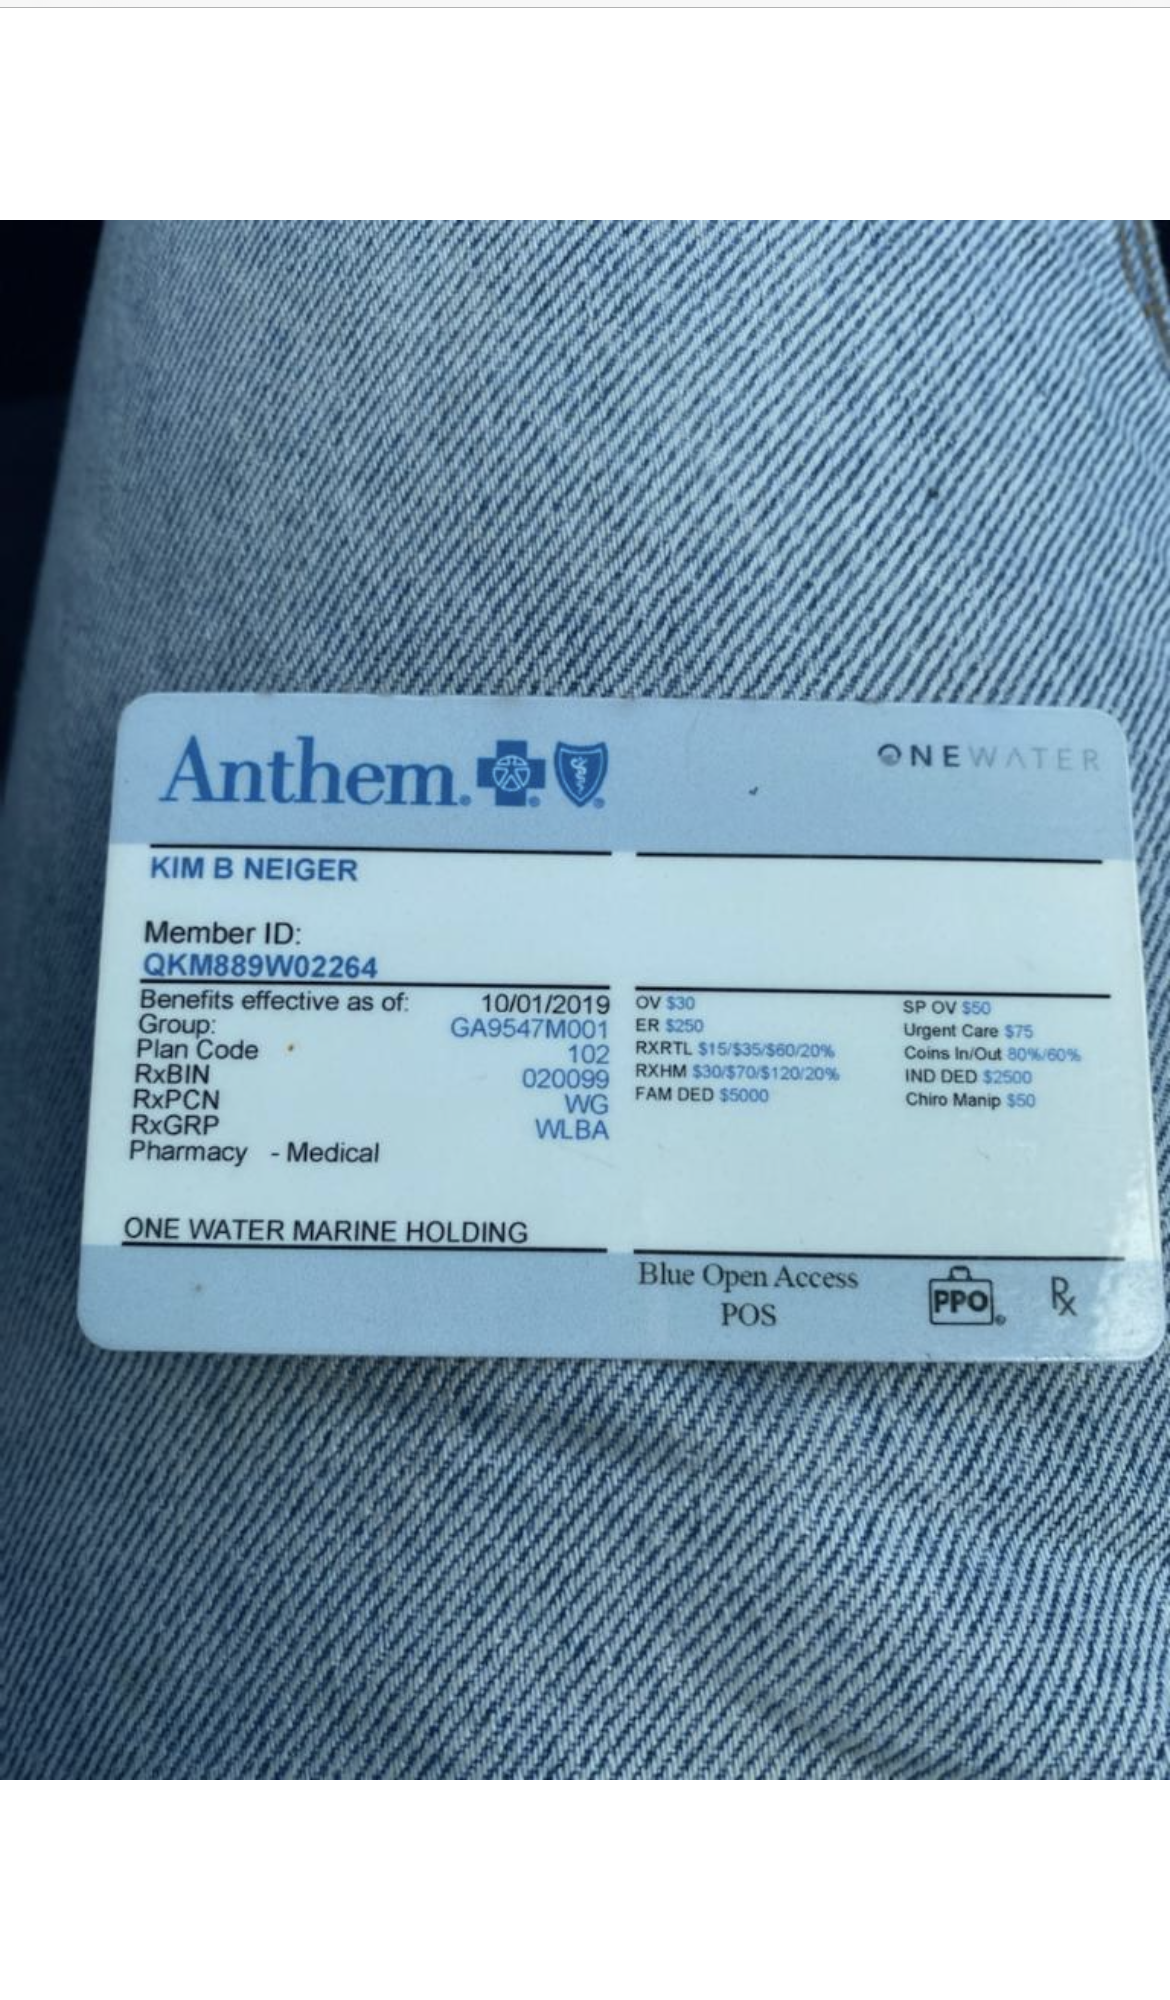 Anthem.
ONEWATER
KIM B NEIGER
Member ID:
QKM889W02264
Benefits effective as of: 10/01/2019
Group: GA9547M001
Plan Code 102
RxBIN 020099
RxPCN WG
RxGRP WLBA
Pharmacy - Medical
ONE WATER MARINE HOLDING
OV $30
ER $250
RXRTL $15/$35/$60/20%
RXHM $30/$70/$120/20%
FAM DED $5000
SP OV $50
Urgent Care $75
Coins In/Out 80%/60%
IND DED $2500
Chiro Manip $50
Blue Open Access
POS
PPO
Rx